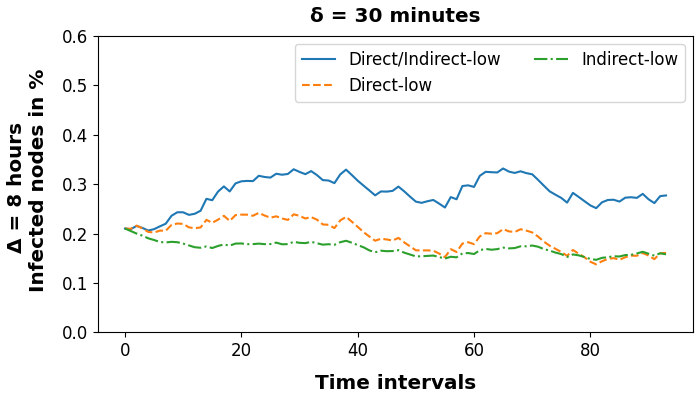 δ = 30 minutes
Δ = 8 hours
Infected nodes in %
0.6
0.5
0.4
0.3
0.2
0.1
0.0
Direct/Indirect-low
Direct-low
Indirect-low
0
20
40
60
80
Time intervals